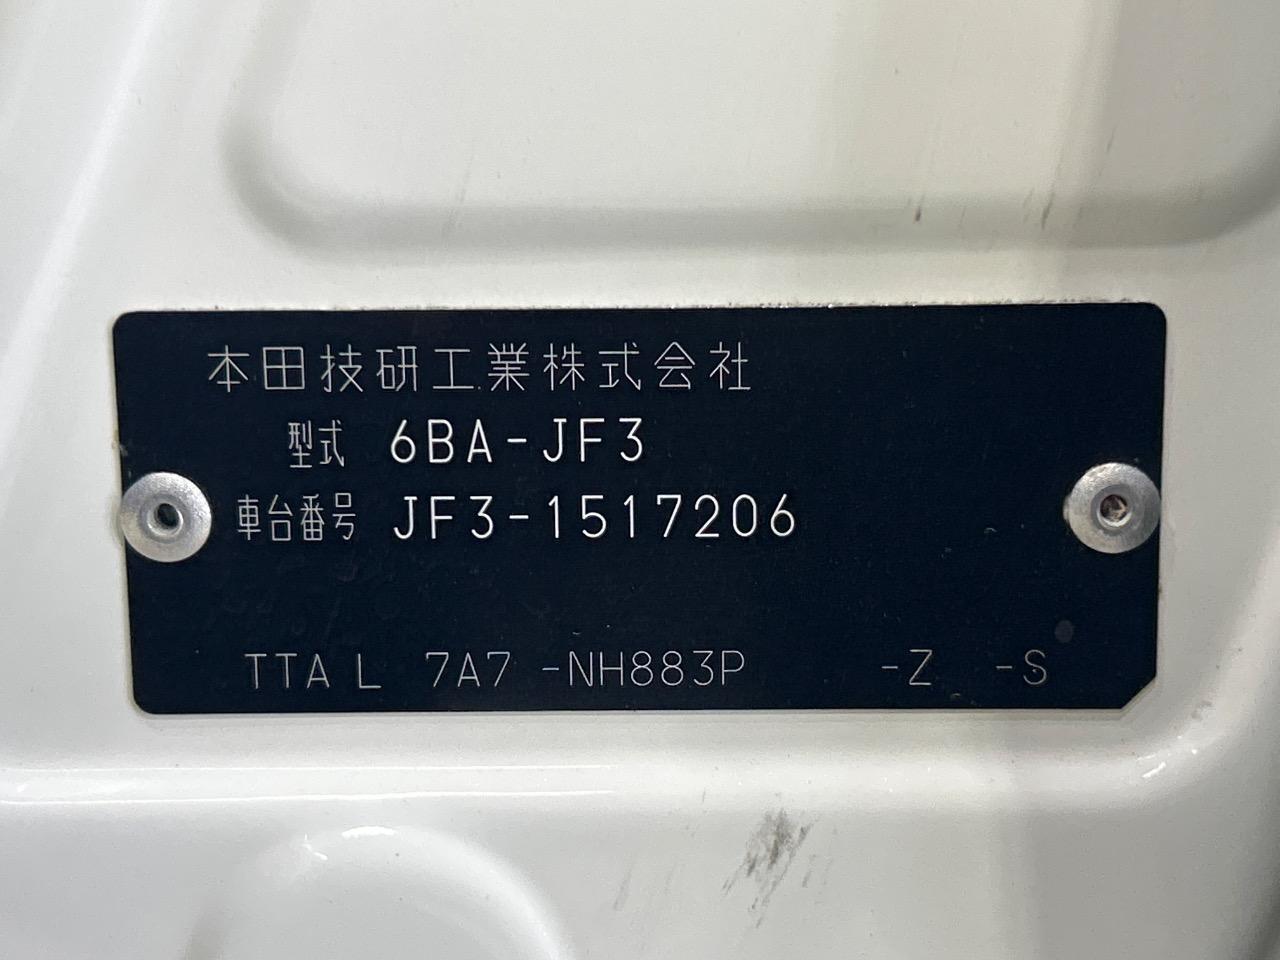 本田技研工業株式会社
型式 6BA-JF3
車台番号 JF3-1517206
TTA L 7A7 -NH883P -Z -S